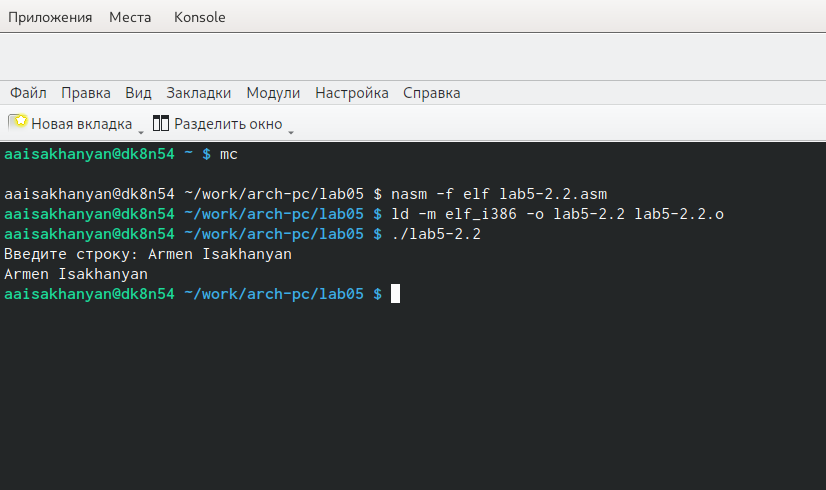 Приложения Места Konsole
Файл Правка Вид Закладки Модули Настройка Справка
Новая вкладка Разделить окно
aaisakhanyan@dk8n54 ~ $ mc
aaisakhanyan@dk8n54 ~/work/arch-pc/lab05 $ nasm -f elf lab5-2.2.asm
aaisakhanyan@dk8n54 ~/work/arch-pc/lab05 $ ld -m elf_i386 -o lab5-2.2 lab5-2.2.o
aaisakhanyan@dk8n54 ~/work/arch-pc/lab05 $ ./lab5-2.2
Введите строку: Armen Isakhanyan
Armen Isakhanyan
aaisakhanyan@dk8n54 ~/work/arch-pc/lab05 $